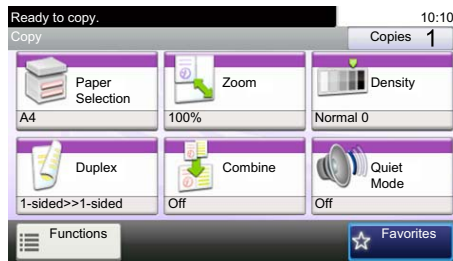 Ready to copy.
10:10
Copy
Copies 1
Paper
Selection
A4
Zoom
100%
Density
Normal 0
Duplex
1-sided>>1-sided
Combine
Off
Quiet
Mode
Off
Functions
Favorites